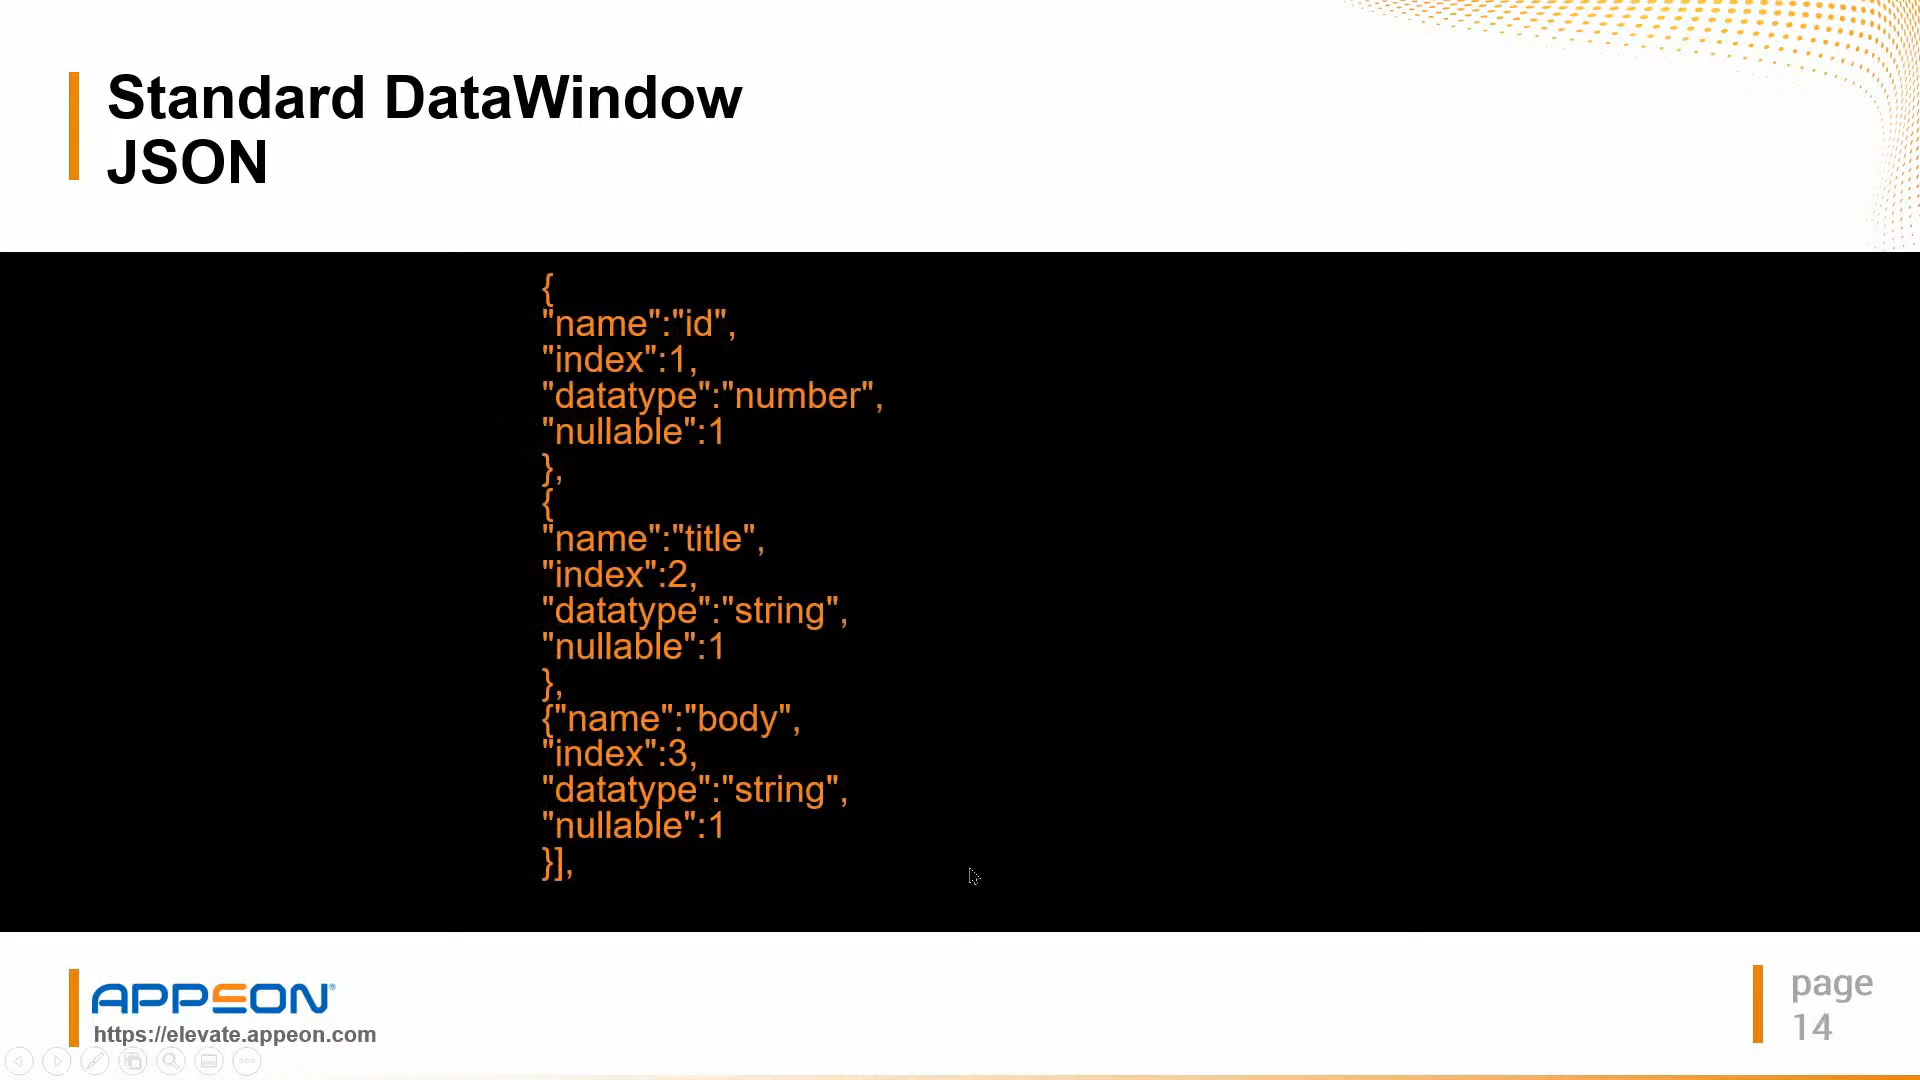 Standard DataWindow
JSON
{
"name":"id",
"index":1,
"datatype":"number",
"nullable":1
},
{
"name":"title",
"index":2,
"datatype":"string",
"nullable":1
},
{"name":"body",
"index":3,
"datatype":"string",
"nullable":1
}],
APPEON®
https://elevate.appeon.com
page
14